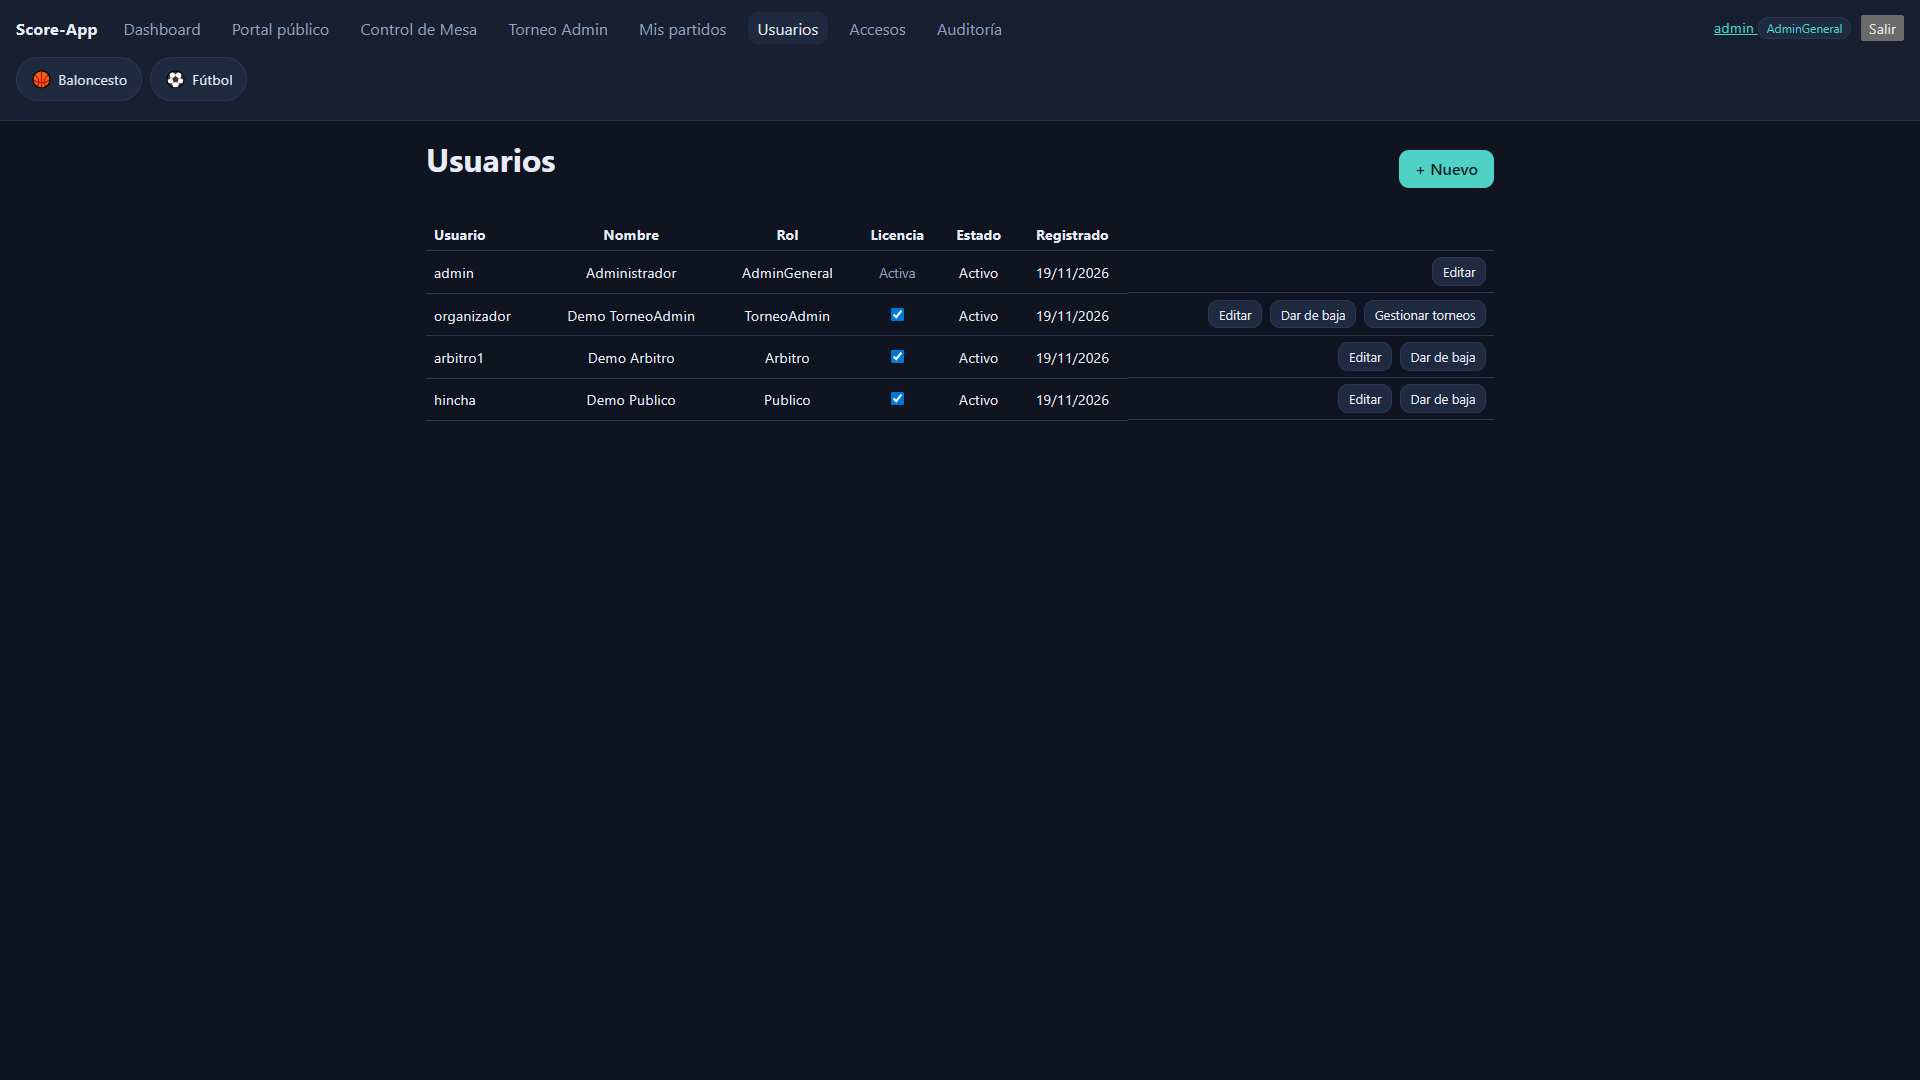 Score-App Dashboard Portal público Control de Mesa Torneo Admin Mis partidos Usuarios Accesos Auditoría admin AdminGeneral Salir
Baloncesto Fútbol
Usuarios
+ Nuevo
Usuario Nombre Rol Licencia Estado Registrado
admin Administrador AdminGeneral Activa Activo 19/11/2026 Editar
organizador Demo TorneoAdmin TorneoAdmin Activo 19/11/2026 Editar Dar de baja Gestionar torneos
arbitro1 Demo Arbitro Arbitro Activo 19/11/2026 Editar Dar de baja
hincha Demo Publico Publico Activo 19/11/2026 Editar Dar de baja